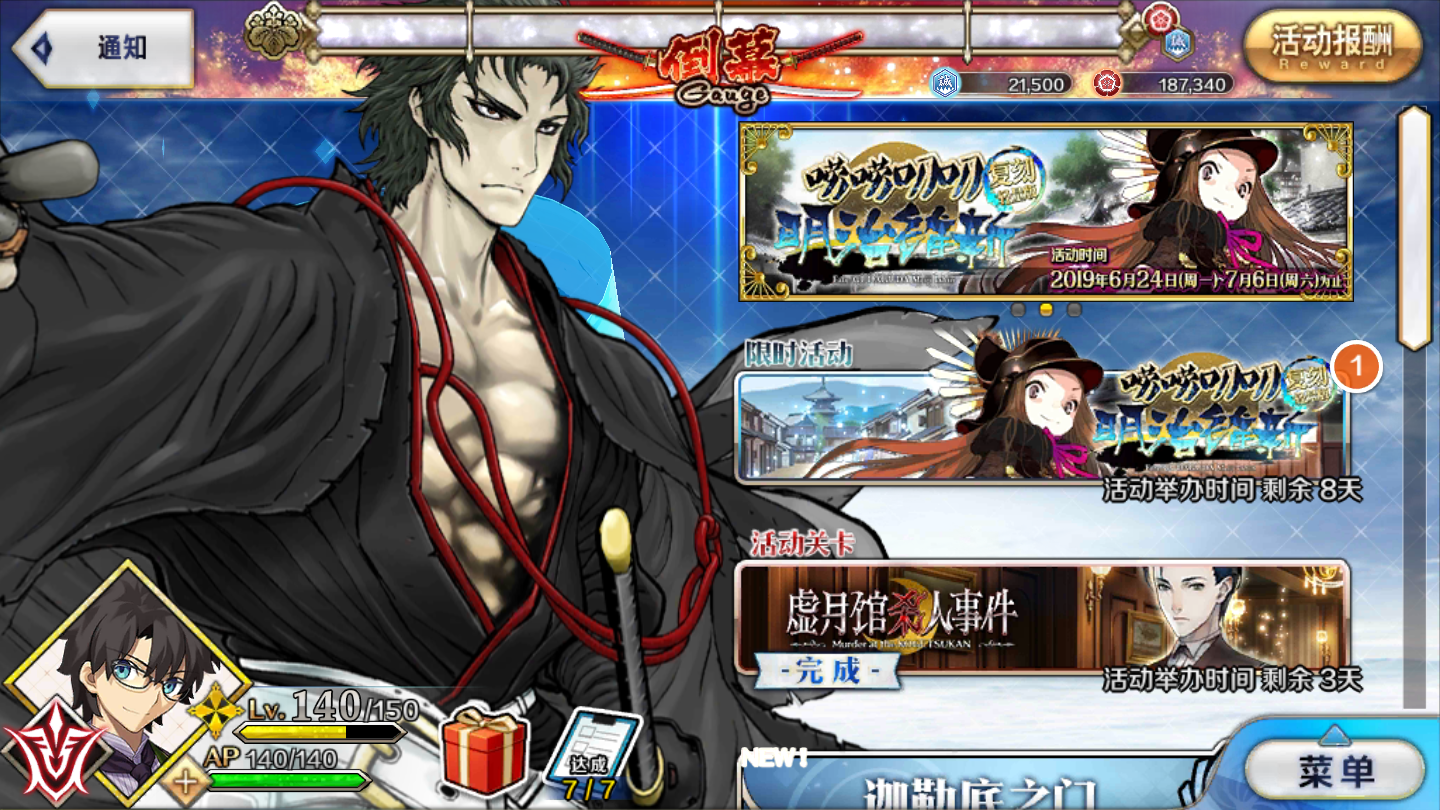 通知
倒幕
Gauge
活动报酬
Reward
21,500
187,340
唠唠叨叨
复刻
明治维新
活动时间
2019年6月24日(周一)~7月6日(周六)为止
限时活动
1
唠唠叨叨
复刻
明治维新
活动举办时间 剩余 8天
活动关卡
虚月馆杀人事件
-完成-
活动举办时间 剩余 3天
Lv. 140/150
AP 140/140
达成
7/7
NEW!
迦勒底之门
菜单